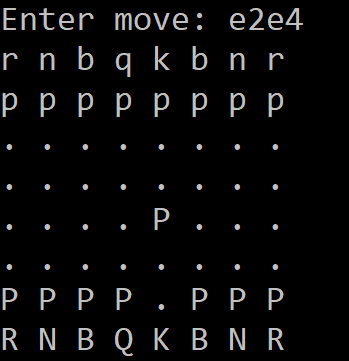 Enter move: e2e4
r n b q k b n r
p p p p p p p p
. . . . . . . .
. . . . . . . .
. . . . P . . .
. . . . . . . .
P P P P . P P P
R N B Q K B N R